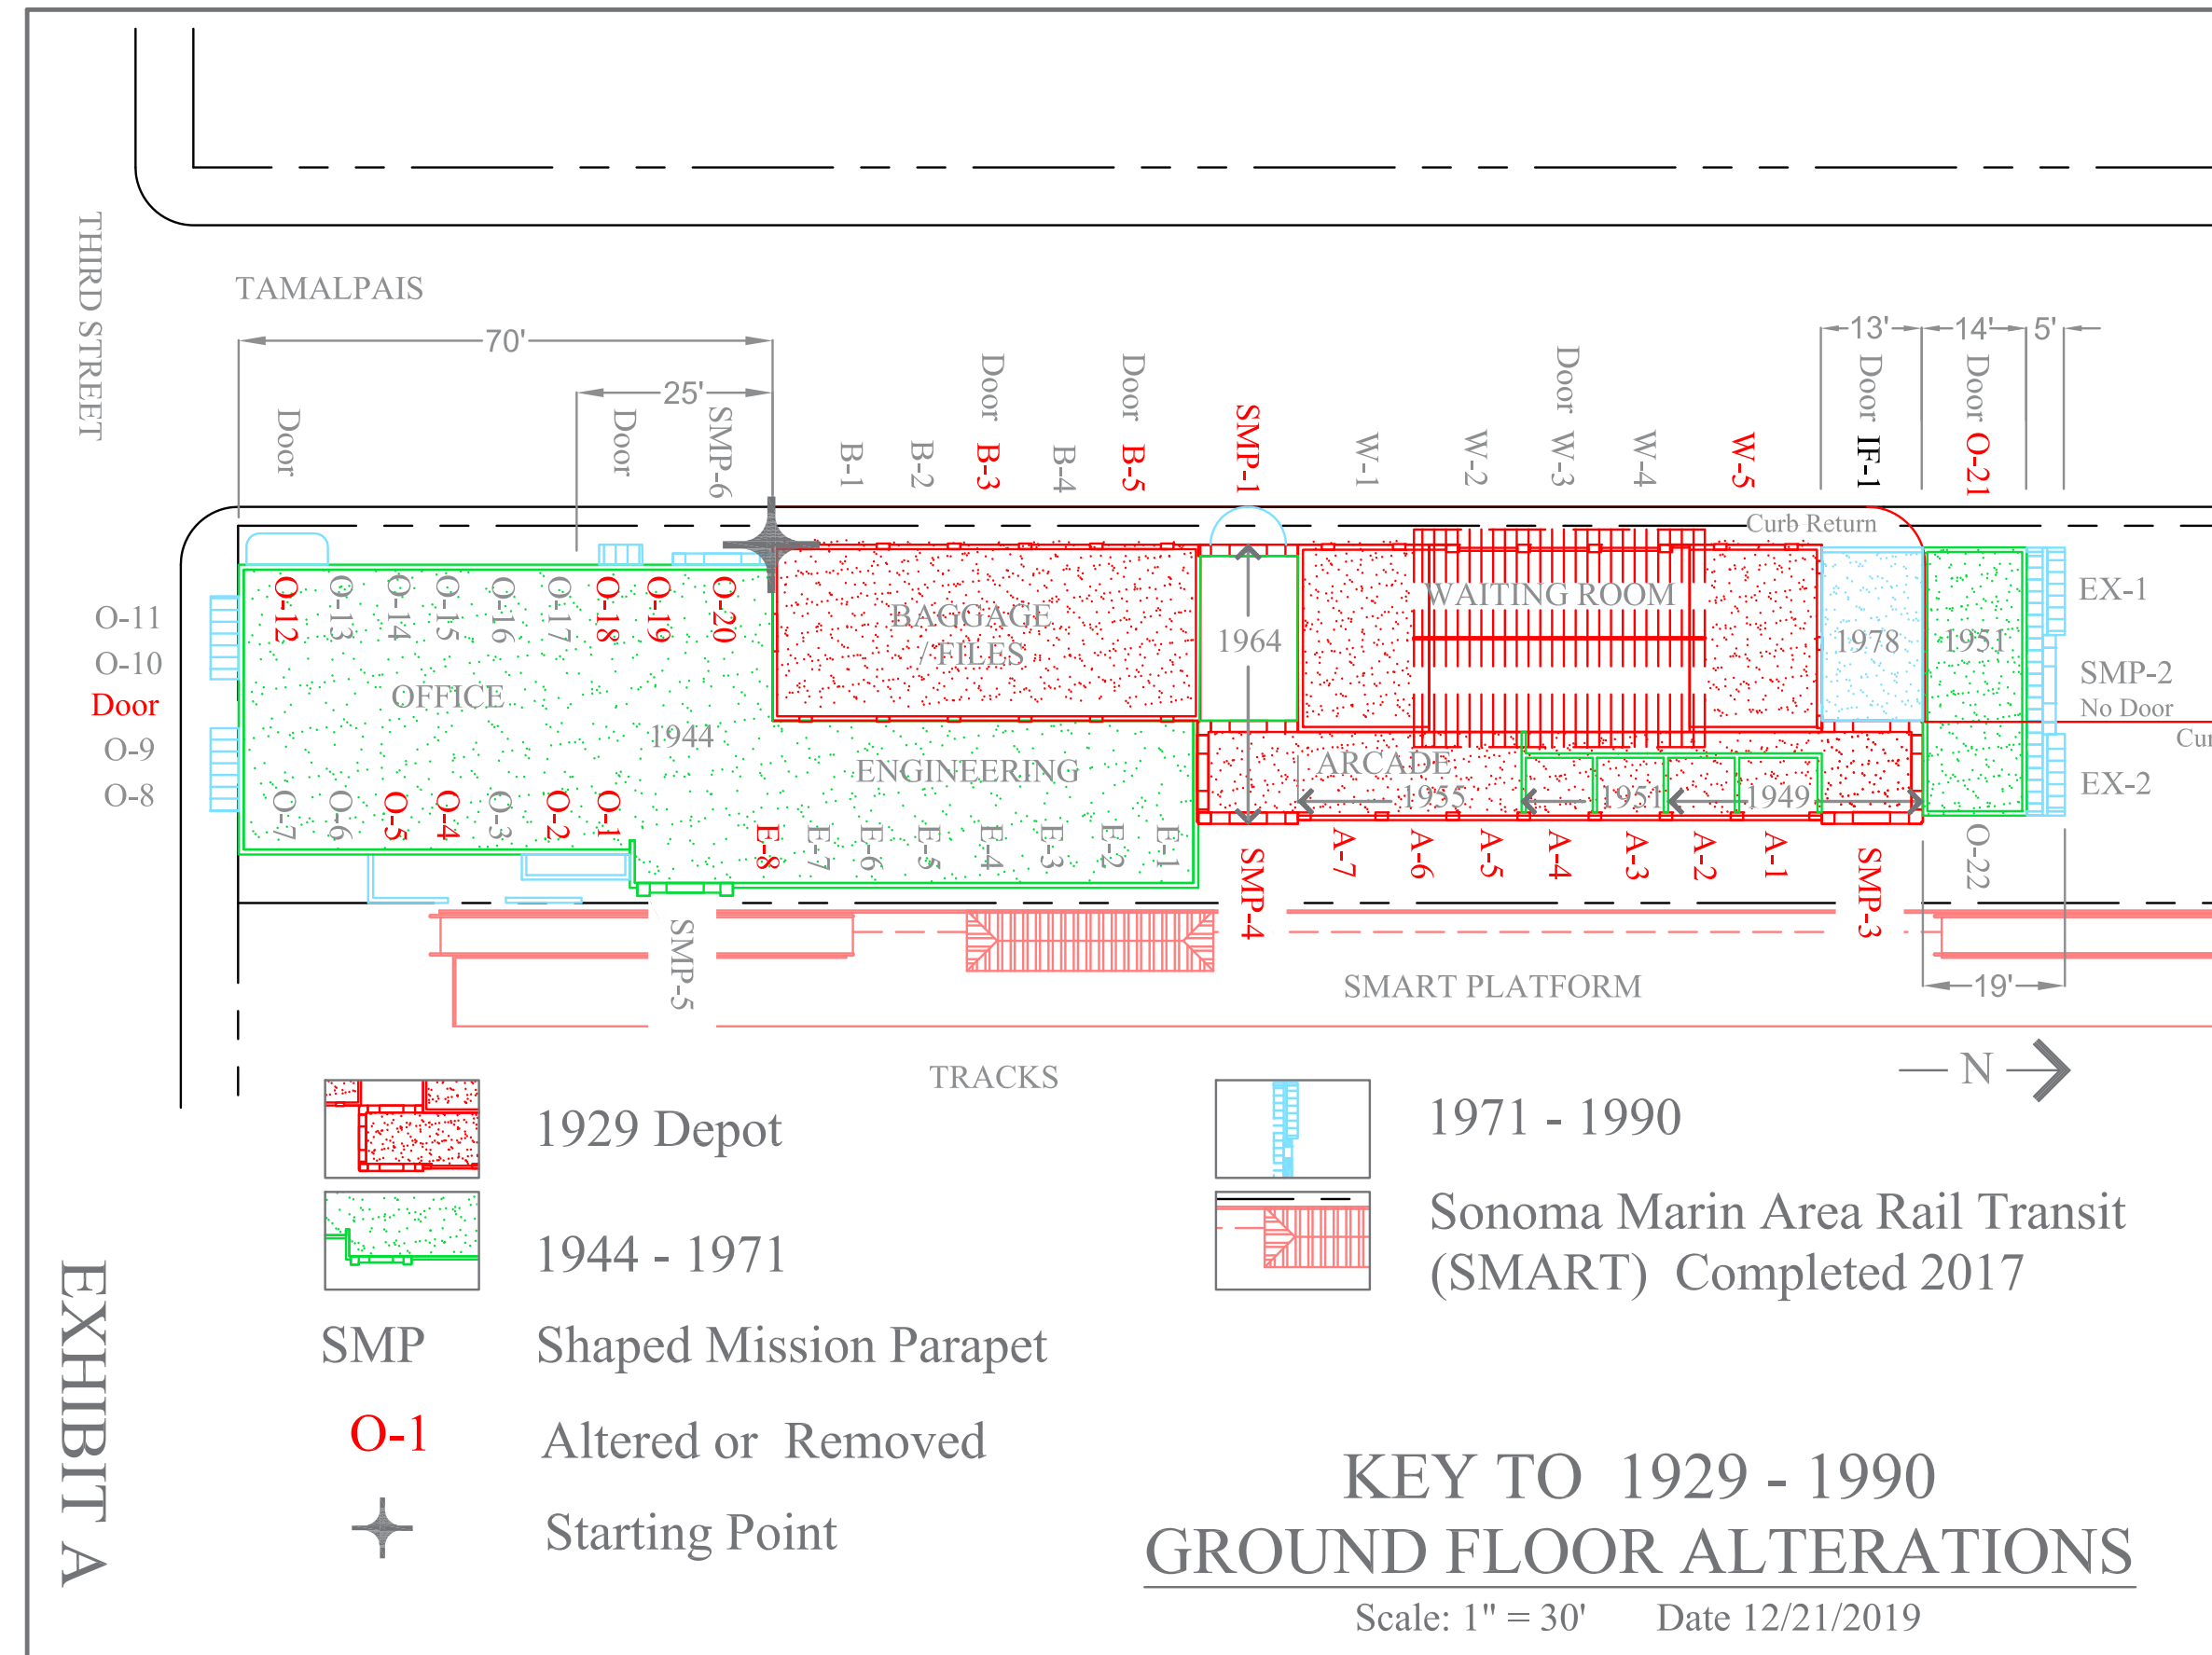 THIRD STREET
TAMALPAIS
70'
25'
13'
14'
5'
Door
Door
SMP-6
B-1
B-2
Door B-3
B-4
Door B-5
SMP-1
W-1
W-2
Door W-3
W-4
W-5
Door IF-1
Door O-21
Curb Return
O-11
O-10
Door
O-9
O-8
O-12
O-13
O-14
O-15
O-16
O-17
O-18
O-19
O-20
OFFICE
1944
BAGGAGE
/ FILES
1964
WAITING ROOM
1978
1951
EX-1
SMP-2
No Door
Cur
EX-2
ENGINEERING
ARCADE
1955
1951
1949
O-7
O-6
O-5
O-4
O-3
O-2
O-1
E-8
E-7
E-6
E-5
E-4
E-3
E-2
E-1
SMP-4
A-7
A-6
A-5
A-4
A-3
A-2
A-1
SMP-3
O-22
SMP-5
19'
SMART PLATFORM
TRACKS
N
1929 Depot
1944 - 1971
SMP Shaped Mission Parapet
O-1 Altered or Removed
Starting Point
1971 - 1990
Sonoma Marin Area Rail Transit
(SMART) Completed 2017
EXHIBIT A
KEY TO 1929 - 1990
GROUND FLOOR ALTERATIONS
Scale: 1" = 30' Date 12/21/2019